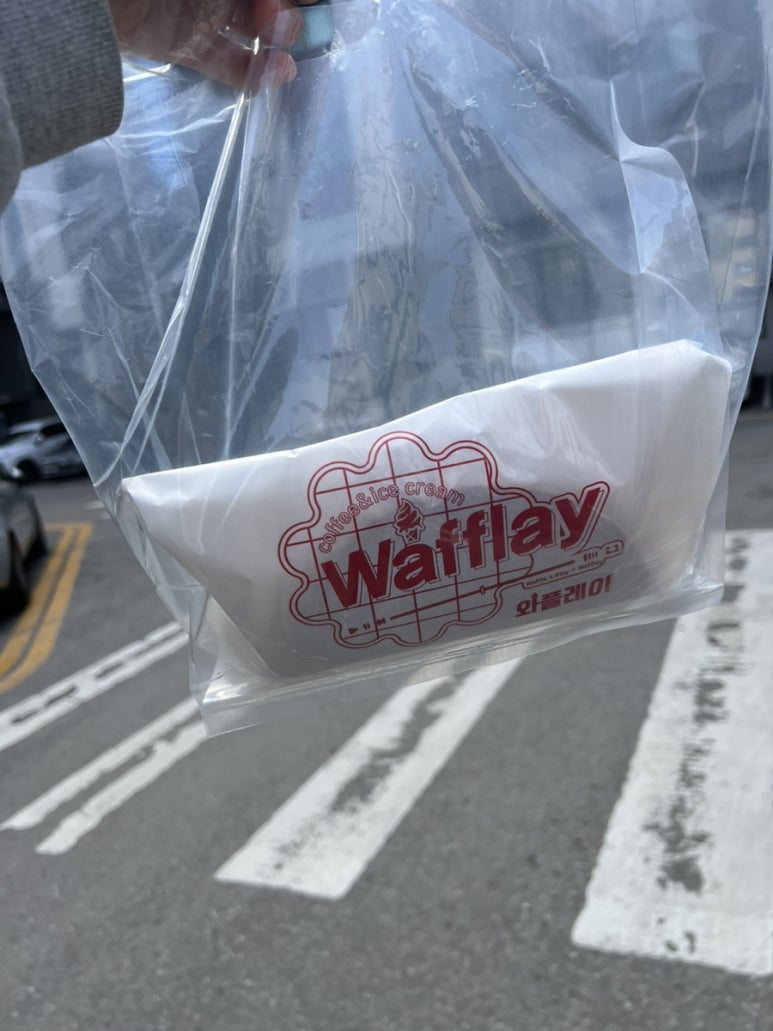 coffee&ice cream
Wafflay
Waffle + Play = Wafflay
와플레이